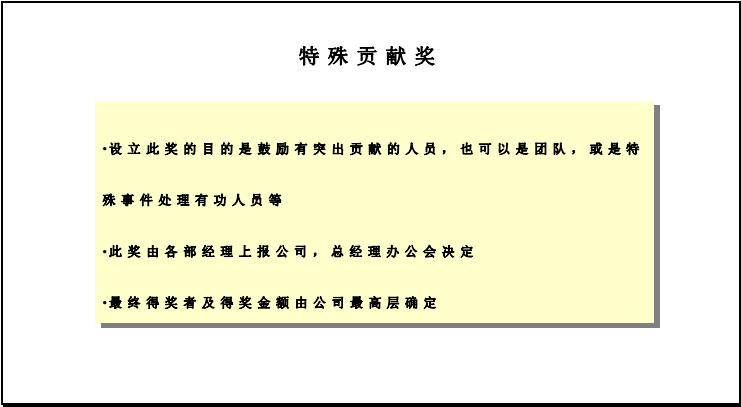 特殊贡献奖
•设立此奖的目的是鼓励有突出贡献的人员，也可以是团队，或是特
殊事件处理有功人员等
•此奖由各部经理上报公司，总经理办公会决定
•最终得奖者及得奖金额由公司最高层确定